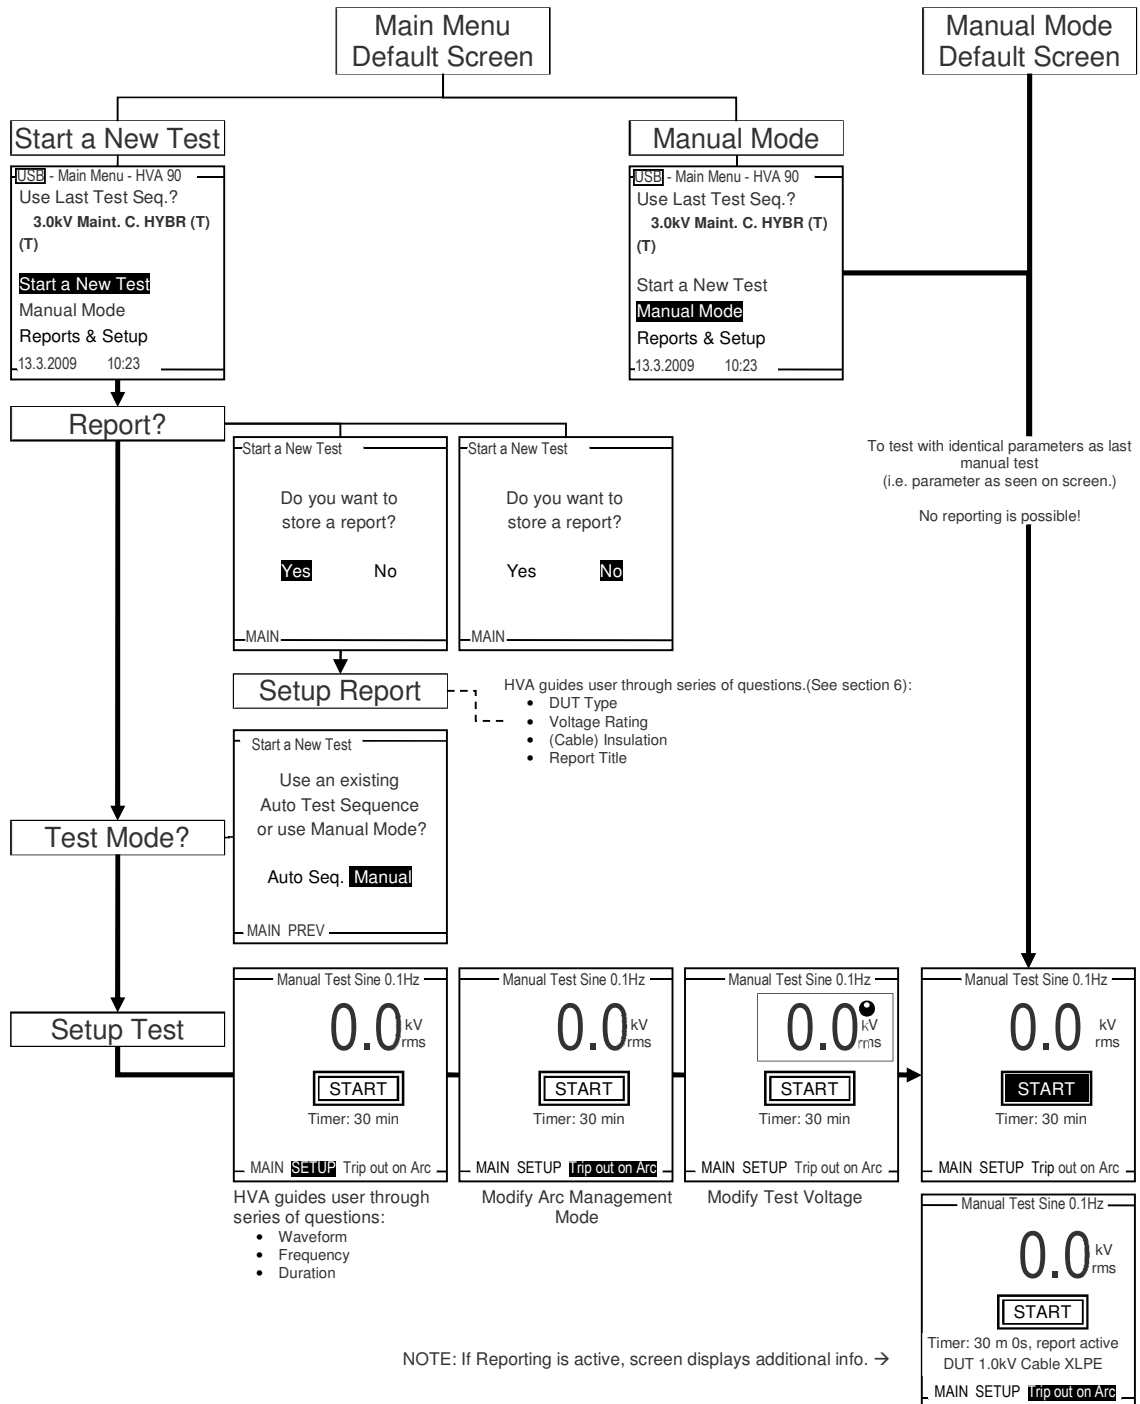 Main Menu
Default Screen
Manual Mode
Default Screen
Start a New Test
USB - Main Menu - HVA 90
Use Last Test Seq.?
3.0kV Maint. C. HYBR (T)
(T)
Start a New Test
Manual Mode
Reports & Setup
13.3.2009 10:23
Manual Mode
USB - Main Menu - HVA 90
Use Last Test Seq.?
3.0kV Maint. C. HYBR (T)
(T)
Start a New Test
Manual Mode
Reports & Setup
13.3.2009 10:23
Report?
Start a New Test
Do you want to
store a report?
Yes No
MAIN
Start a New Test
Do you want to
store a report?
Yes No
MAIN
To test with identical parameters as last
manual test
(i.e. parameter as seen on screen.)
No reporting is possible!
Setup Report
HVA guides user through series of questions.(See section 6):
• DUT Type
• Voltage Rating
• (Cable) Insulation
• Report Title
Test Mode?
Start a New Test
Use an existing
Auto Test Sequence
or use Manual Mode?
Auto Seq. Manual
MAIN PREV
Setup Test
Manual Test Sine 0.1Hz
0.0 kV
rms
START
Timer: 30 min
MAIN SETUP Trip out on Arc
HVA guides user through
series of questions:
• Waveform
• Frequency
• Duration
Manual Test Sine 0.1Hz
0.0 kV
rms
START
Timer: 30 min
MAIN SETUP Trip out on Arc
Modify Arc Management
Mode
Manual Test Sine 0.1Hz
0.0 kV
rms
START
Timer: 30 min
MAIN SETUP Trip out on Arc
Modify Test Voltage
Manual Test Sine 0.1Hz
0.0 kV
rms
START
Timer: 30 min
MAIN SETUP Trip out on Arc
Manual Test Sine 0.1Hz
0.0 kV
rms
START
Timer: 30 m 0s, report active
DUT 1.0kV Cable XLPE
MAIN SETUP Trip out on Arc
NOTE: If Reporting is active, screen displays additional info. →